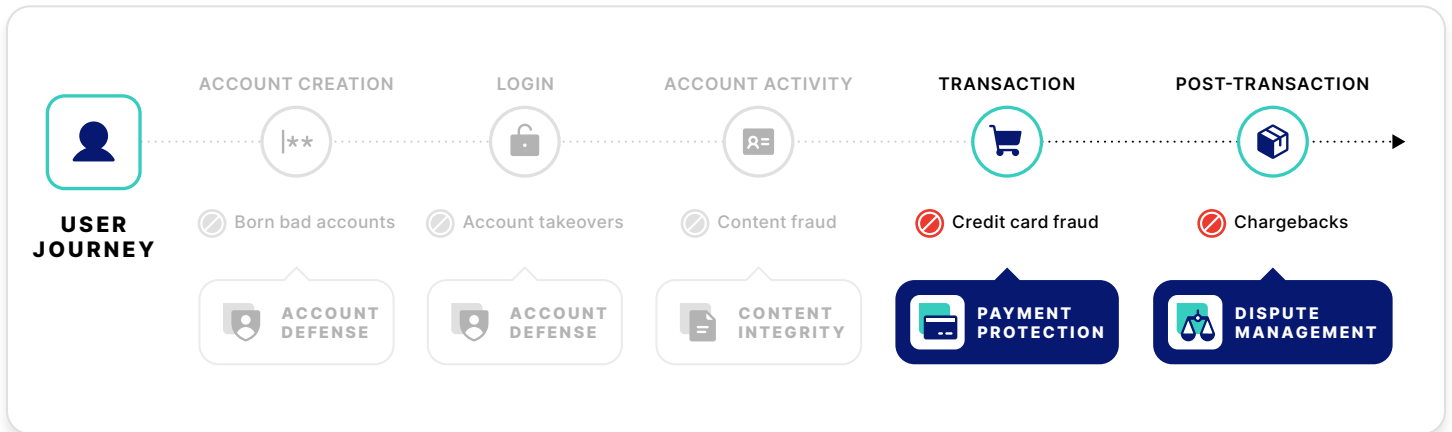 ACCOUNT CREATION
LOGIN
ACCOUNT ACTIVITY
TRANSACTION
POST-TRANSACTION
|**
USER
JOURNEY
Born bad accounts
Account takeovers
Content fraud
Credit card fraud
Chargebacks
ACCOUNT
DEFENSE
ACCOUNT
DEFENSE
CONTENT
INTEGRITY
PAYMENT
PROTECTION
DISPUTE
MANAGEMENT